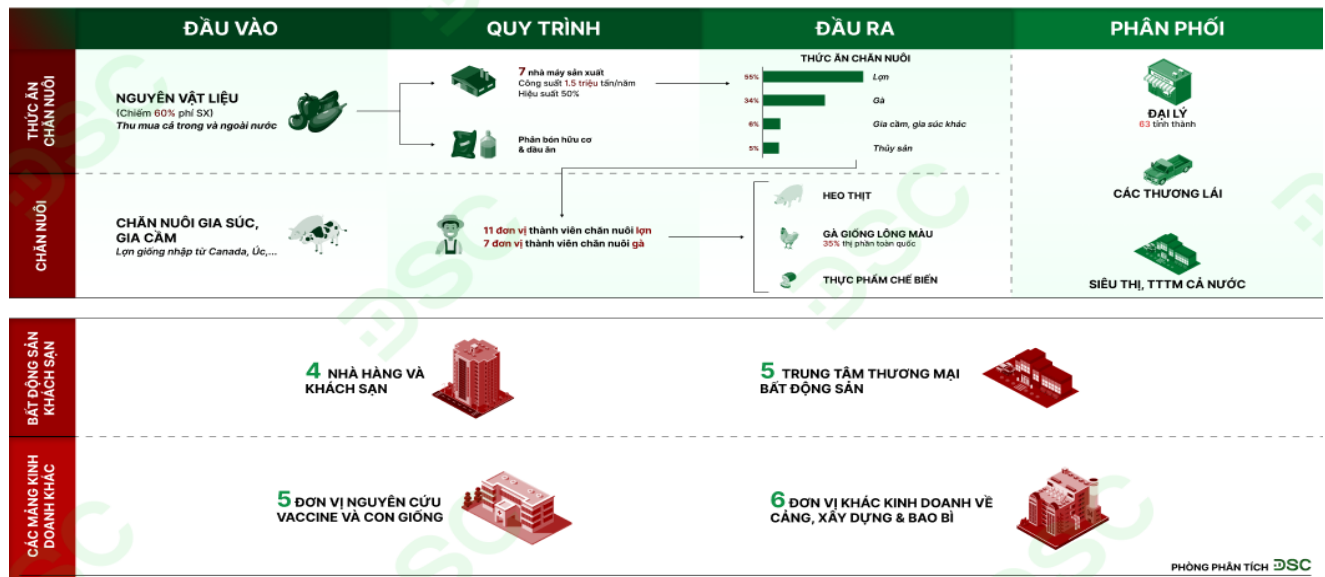 ĐẦU VÀO
QUY TRÌNH
ĐẦU RA
PHÂN PHỐI
THỨC ĂN
CHĂN NUÔI
NGUYÊN VẬT LIỆU
(Chiếm 60% phí SX)
Thu mua cả trong và ngoài nước
7 nhà máy sản xuất
Công suất 1.5 triệu tấn/năm
Hiệu suất 50%
Phân bón hữu cơ
& dầu ăn
THỨC ĂN CHĂN NUÔI
55% Lợn
34% Gà
6% Gia cầm, gia súc khác
5% Thủy sản
ĐẠI LÝ
63 tỉnh thành
CÁC THƯƠNG LÁI
SIÊU THỊ, TTTM CẢ NƯỚC
CHĂN NUÔI
CHĂN NUÔI GIA SÚC,
GIA CẦM
Lợn giống nhập từ Canada, Úc,...
11 đơn vị thành viên chăn nuôi lợn
7 đơn vị thành viên chăn nuôi gà
HEO THỊT
GÀ GIỐNG LÔNG MÀU
35% thị phần toàn quốc
THỰC PHẨM CHẾ BIẾN
BẤT ĐỘNG SẢN
KHÁCH SẠN
4 NHÀ HÀNG VÀ
KHÁCH SẠN
5 TRUNG TÂM THƯƠNG MẠI
BẤT ĐỘNG SẢN
CÁC MẢNG KINH
DOANH KHÁC
5 ĐƠN VỊ NGUYÊN CỨU
VACCINE VÀ CON GIỐNG
6 ĐƠN VỊ KHÁC KINH DOANH VỀ
CẢNG, XÂY DỰNG & BAO BÌ
PHÒNG PHÂN TÍCH DSC